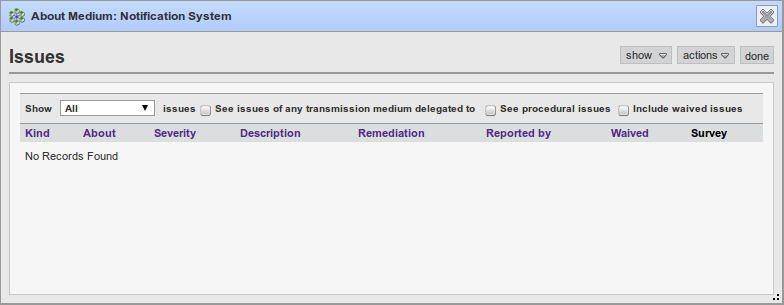 About Medium: Notification System
Issues
show actions done
Show All issues See issues of any transmission medium delegated to See procedural issues Include waived issues
Kind About Severity Description Remediation Reported by Waived Survey
No Records Found